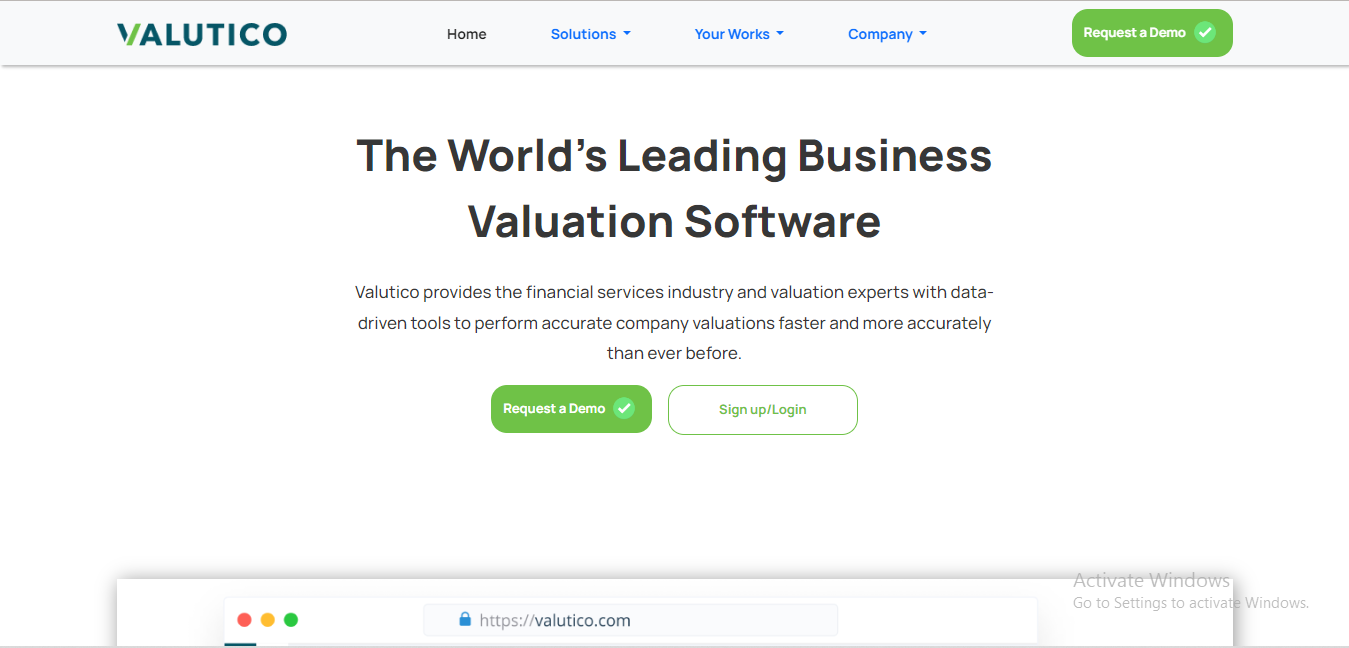 VALUTICO
Home
Solutions
Your Works
Company
Request a Demo
The World's Leading Business
Valuation Software
Valutico provides the financial services industry and valuation experts with data-
driven tools to perform accurate company valuations faster and more accurately
than ever before.
Request a Demo
Sign up/Login
Activate Windows
Go to Settings to activate Windows.
https://valutico.com